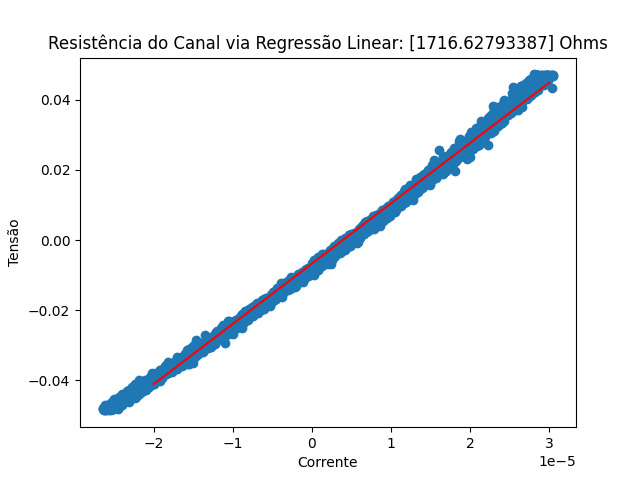 Resistência do Canal via Regressão Linear: [1716.62793387] Ohms
Tensão
0.04
0.02
0.00
−0.02
−0.04
−2
−1
0
1
2
3
1e−5
Corrente